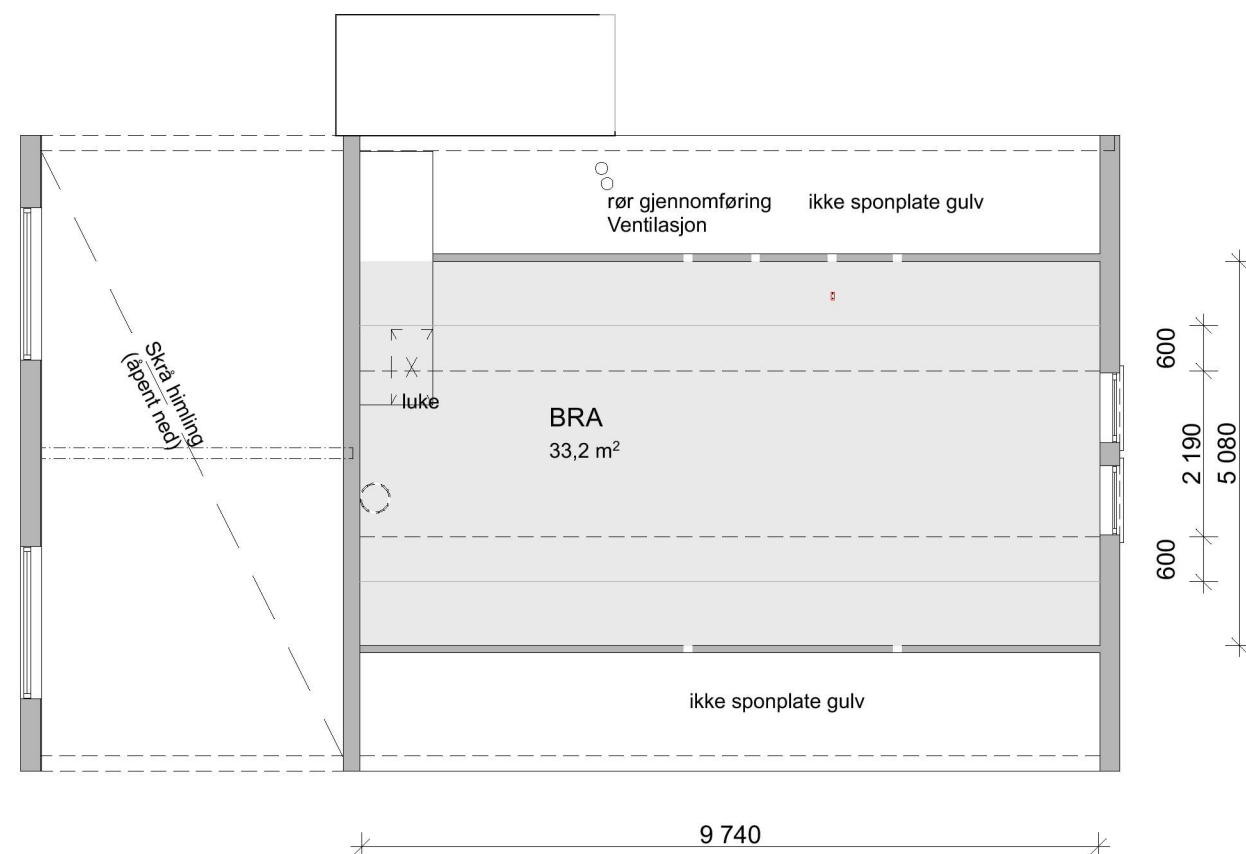 rør gjennomføring
Ventilasjon
ikke sponplate gulv
Skrå himling
(åpent ned)
luke
BRA
33,2 m²
600
2 190
5 080
600
ikke sponplate gulv
9 740